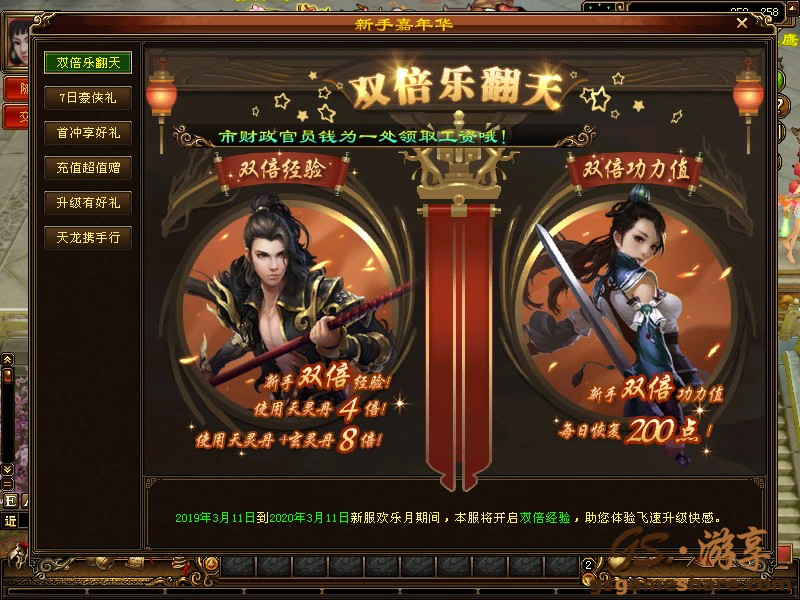 新手嘉年华
双倍乐翻天
7日豪侠礼
首冲享好礼
充值超值赠
升级有好礼
天龙携手行
双倍乐翻天
市财政官员钱为一处领取工资哦!
双倍经验
双倍功力值
新手双倍经验!
使用天灵丹4倍!
使用天灵丹+玄灵丹8倍!
新手双倍功力值
每日恢复200点!
2019年3月11日到2020年3月11日新服欢乐月期间，本服将开启双倍经验，助您体验飞速升级快感。
近
2
GS·游享